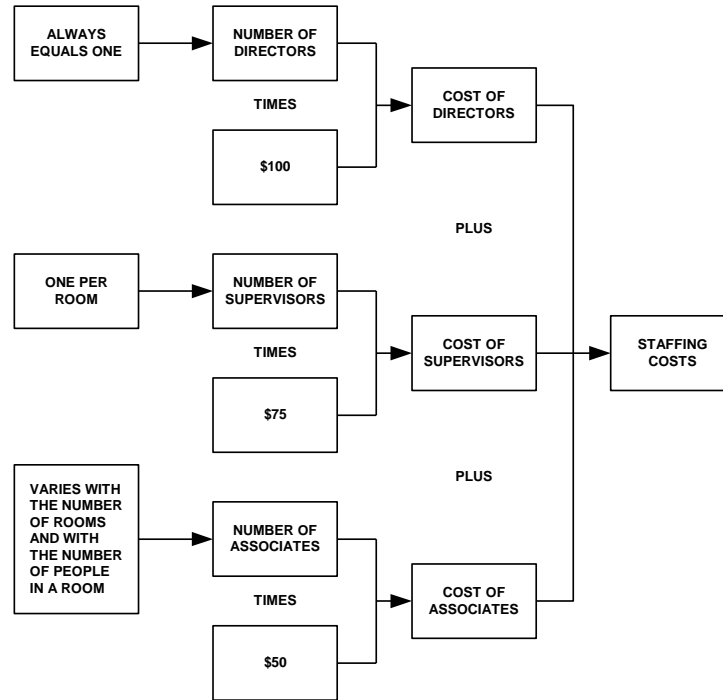 ALWAYS
EQUALS ONE
NUMBER OF
DIRECTORS
TIMES
$100
COST OF
DIRECTORS
PLUS
ONE PER
ROOM
NUMBER OF
SUPERVISORS
TIMES
$75
COST OF
SUPERVISORS
STAFFING
COSTS
PLUS
VARIES WITH
THE NUMBER
OF ROOMS
AND WITH
THE NUMBER
OF PEOPLE
IN A ROOM
NUMBER OF
ASSOCIATES
TIMES
$50
COST OF
ASSOCIATES